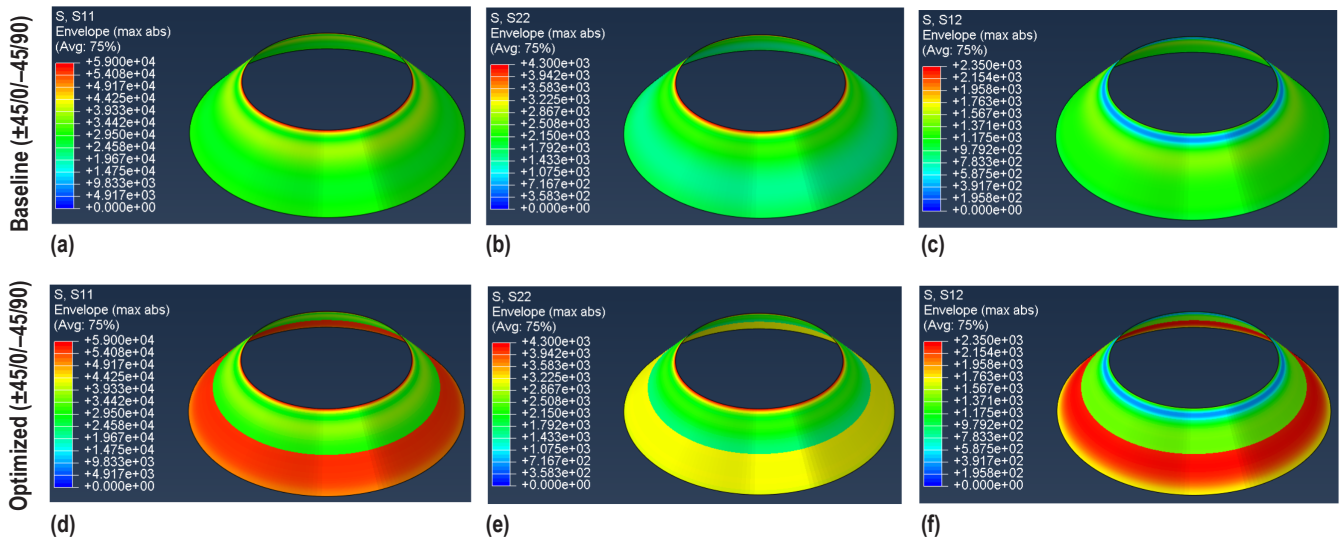 Baseline (±45/0/–45/90)
S, S11
Envelope (max abs)
(Avg: 75%)
+5.900e+04
+5.408e+04
+4.917e+04
+4.425e+04
+3.933e+04
+3.442e+04
+2.950e+04
+2.458e+04
+1.967e+04
+1.475e+04
+9.833e+03
+4.917e+03
+0.000e+00
(a)
S, S22
Envelope (max abs)
(Avg: 75%)
+4.300e+03
+3.942e+03
+3.583e+03
+3.225e+03
+2.867e+03
+2.508e+03
+2.150e+03
+1.792e+03
+1.433e+03
+1.075e+03
+7.167e+02
+3.583e+02
+0.000e+00
(b)
S, S12
Envelope (max abs)
(Avg: 75%)
+2.350e+03
+2.154e+03
+1.958e+03
+1.763e+03
+1.567e+03
+1.371e+03
+1.175e+03
+9.792e+02
+7.833e+02
+5.875e+02
+3.917e+02
+1.958e+02
+0.000e+00
(c)
Optimized (±45/0/–45/90)
S, S11
Envelope (max abs)
(Avg: 75%)
+5.900e+04
+5.408e+04
+4.917e+04
+4.425e+04
+3.933e+04
+3.442e+04
+2.950e+04
+2.458e+04
+1.967e+04
+1.475e+04
+9.833e+03
+4.917e+03
+0.000e+00
(d)
S, S22
Envelope (max abs)
(Avg: 75%)
+4.300e+03
+3.942e+03
+3.583e+03
+3.225e+03
+2.867e+03
+2.508e+03
+2.150e+03
+1.792e+03
+1.433e+03
+1.075e+03
+7.167e+02
+3.583e+02
+0.000e+00
(e)
S, S12
Envelope (max abs)
(Avg: 75%)
+2.350e+03
+2.154e+03
+1.958e+03
+1.763e+03
+1.567e+03
+1.371e+03
+1.175e+03
+9.792e+02
+7.833e+02
+5.875e+02
+3.917e+02
+1.958e+02
+0.000e+00
(f)